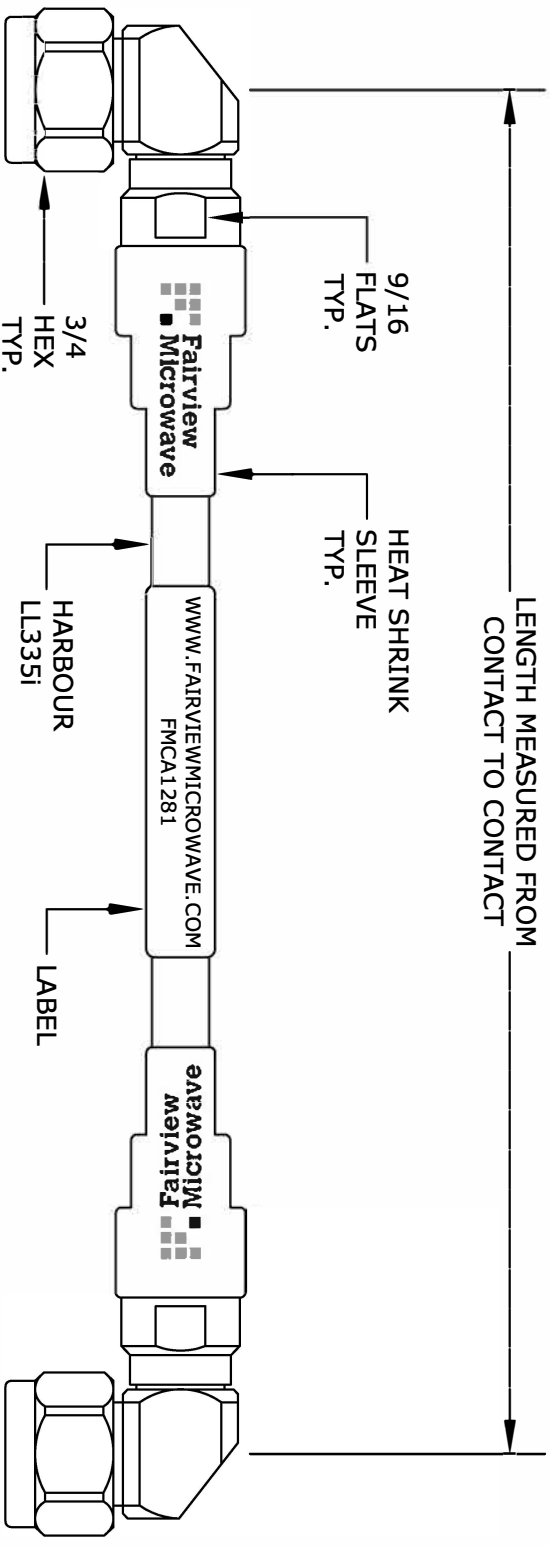 LENGTH MEASURED FROM
CONTACT TO CONTACT
9/16
FLATS
TYP.
HEAT SHRINK
SLEEVE
TYP.
Fairview
Microwave
WWW.FAIRVIEWMICROWAVE.COM
FMCA1281
Fairview
Microwave
3/4
HEX
TYP.
HARBOUR
LL335i
LABEL